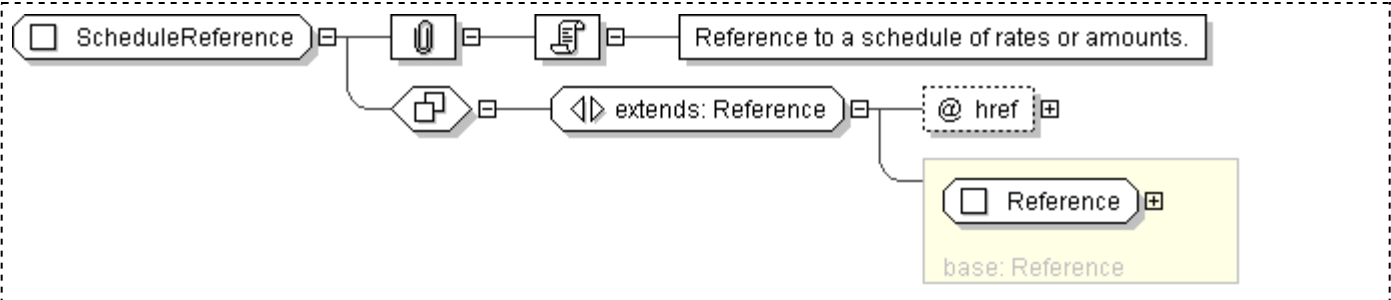 ScheduleReference
Reference to a schedule of rates or amounts.
extends: Reference
@ href
Reference
base: Reference